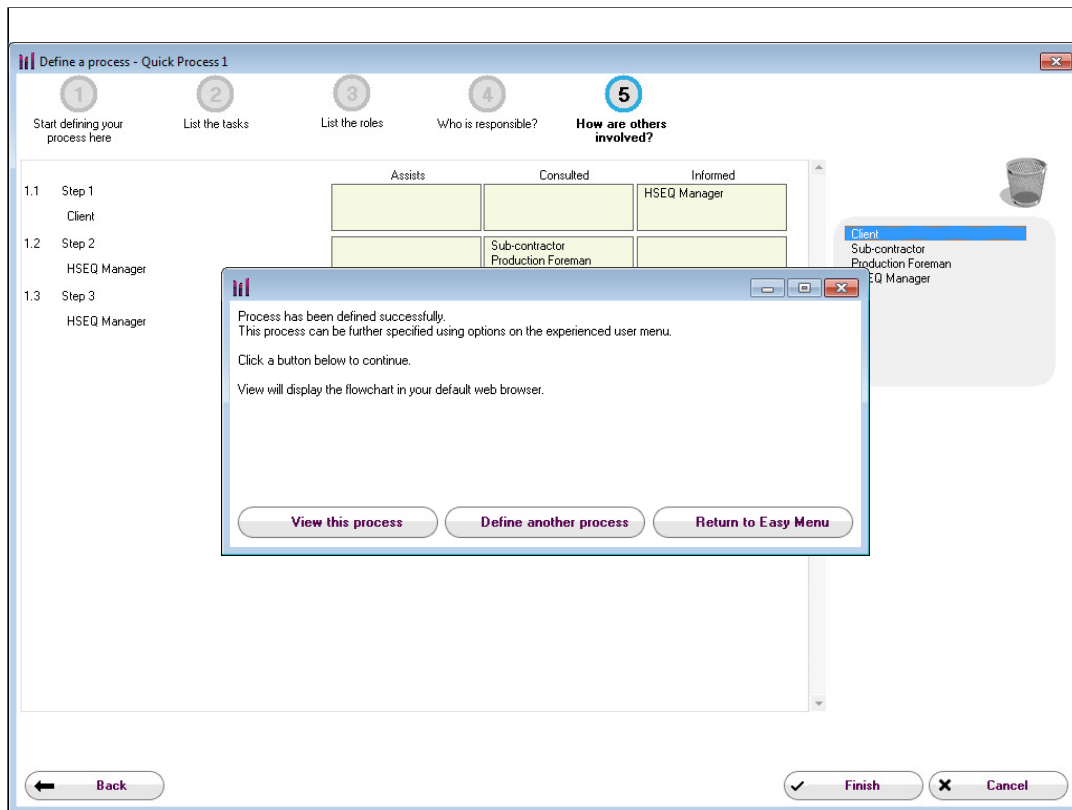 Define a process - Quick Process 1
1
2
3
4
5
Start defining your
process here
List the tasks
List the roles
Who is responsible?
How are others
involved?
Assists
Consulted
Informed
1.1 Step 1
Client
HSEQ Manager
1.2 Step 2
HSEQ Manager
Sub-contractor
Production Foreman
1.3 Step 3
HSEQ Manager
Client
Sub-contractor
Production Foreman
Manager
Process has been defined successfully.
This process can be further specified using options on the experienced user menu.
Click a button below to continue.
View will display the flowchart in your default web browser.
View this process
Define another process
Return to Easy Menu
Back
Finish
Cancel